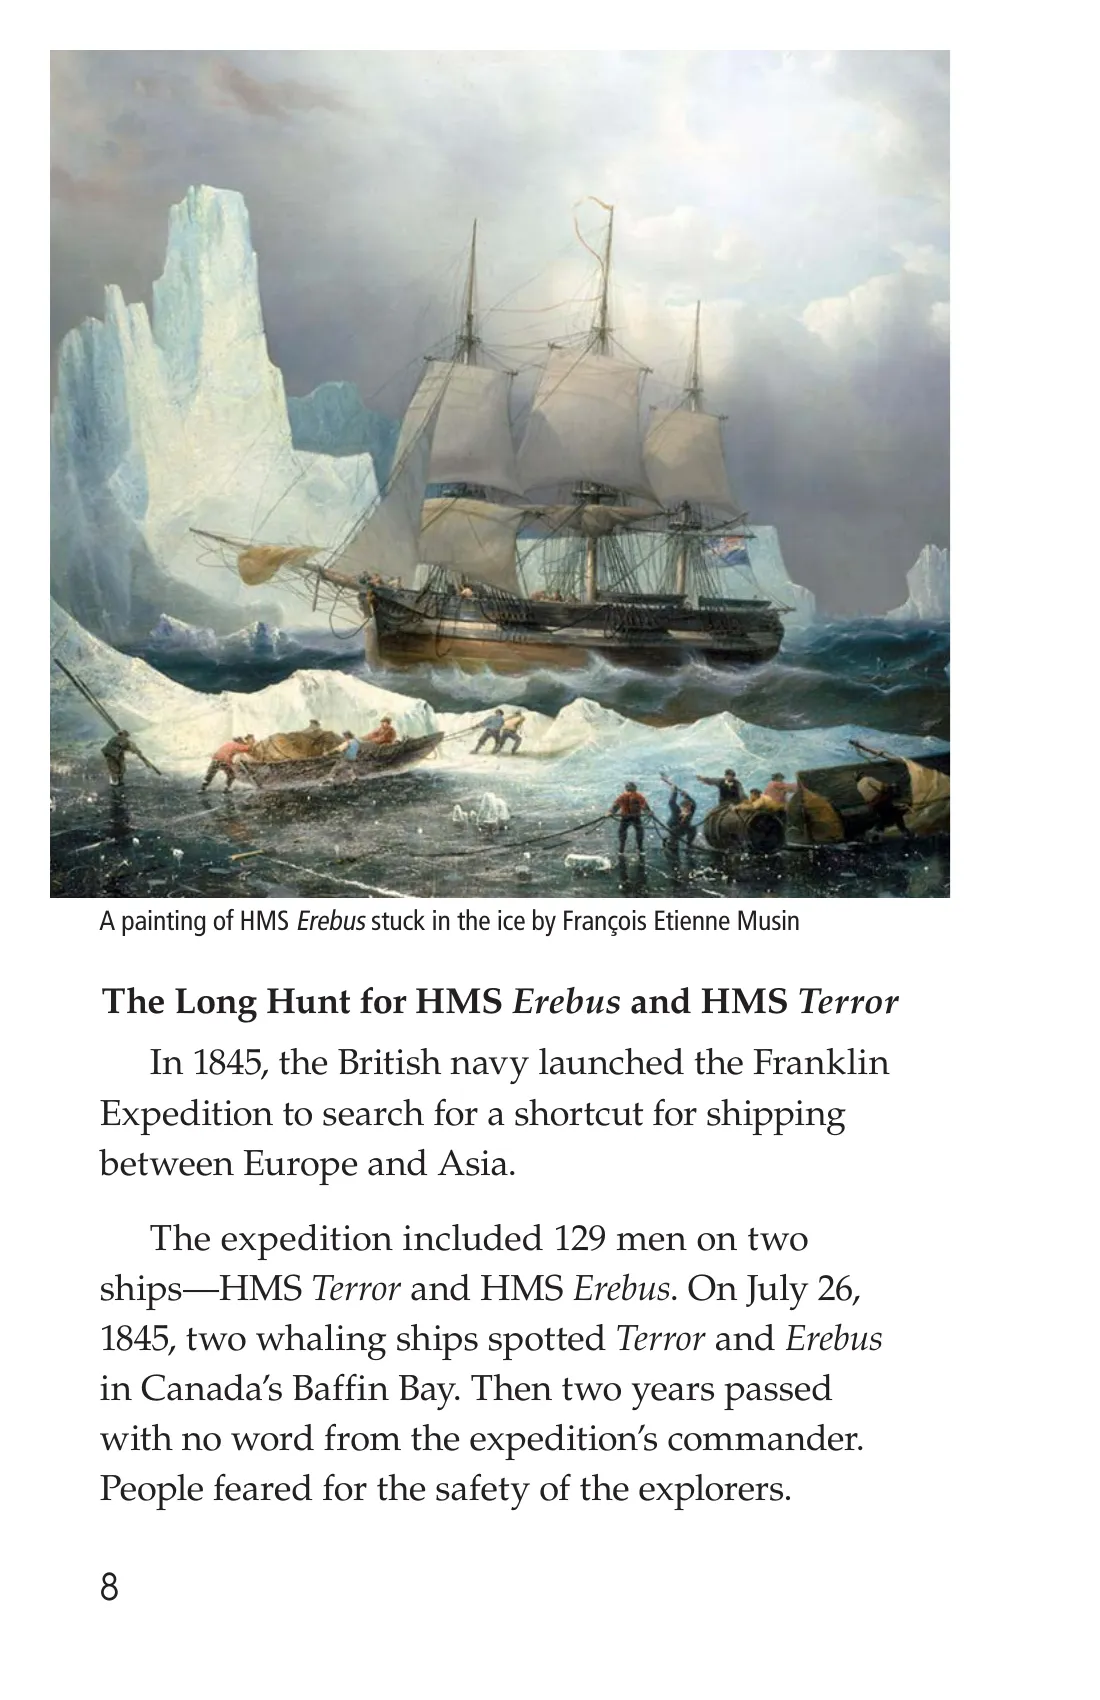 A painting of HMS Erebus stuck in the ice by François Etienne Musin
The Long Hunt for HMS Erebus and HMS Terror
In 1845, the British navy launched the Franklin
Expedition to search for a shortcut for shipping
between Europe and Asia.
The expedition included 129 men on two
ships—HMS Terror and HMS Erebus. On July 26,
1845, two whaling ships spotted Terror and Erebus
in Canada’s Baffin Bay. Then two years passed
with no word from the expedition’s commander.
People feared for the safety of the explorers.
8